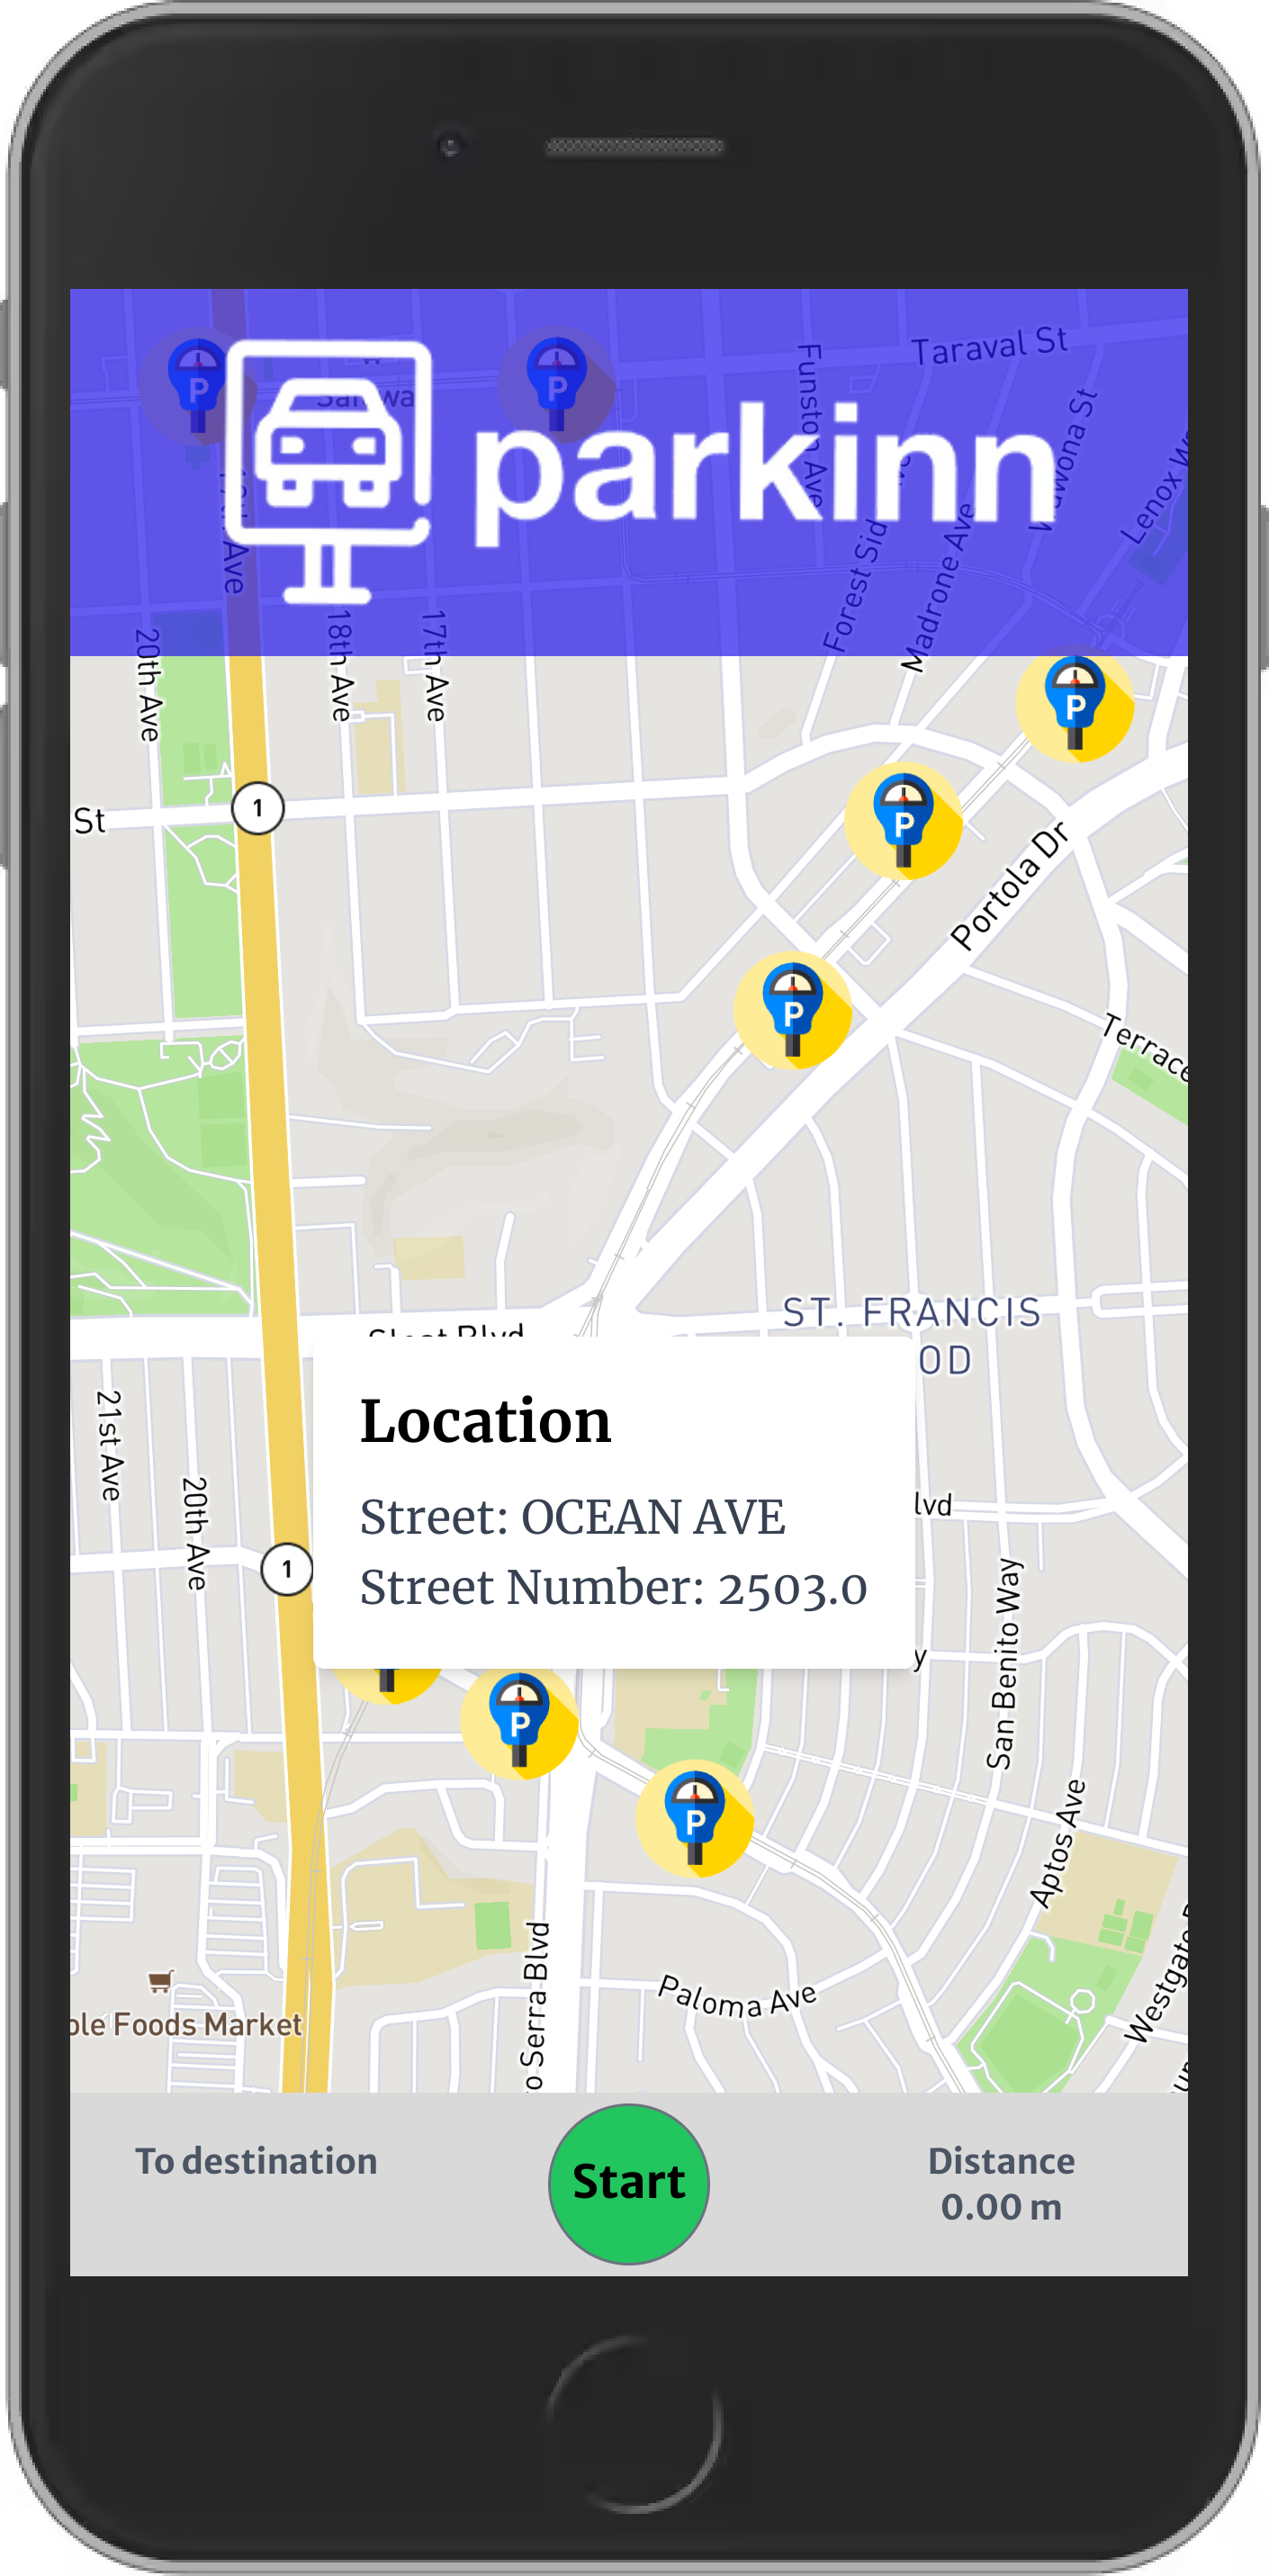 Taraval St
Funston Ave
Wawona St
parkinn
19th Ave
Forest Sid
Madrone Ave
20th Ave
18th Ave
17th Ave
P
P
P
P
P
St
1
Portola Dr
Terrace
ST. FRANCIS
OD
Sloat Blvd
21st Ave
Location
Street: OCEAN AVE
Street Number: 2503.0
lvd
20th Ave
1
y
San Benito Way
P
P
Aptos Ave
ole Foods Market
o Serra Blvd
Paloma Ave
Westgate
To destination
Start
Distance
0.00 m